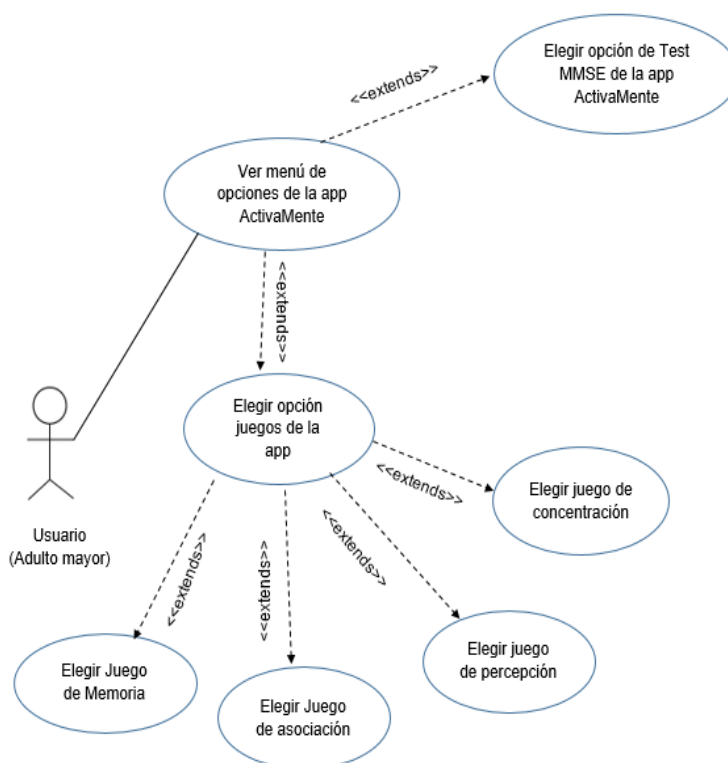 Elegir opción de Test
MMSE de la app
ActivaMente
<<extends>>
Ver menú de
opciones de la app
ActivaMente
<<extends>>
Elegir opción
juegos de la
app
<<extends>>
Elegir juego de
concentración
Usuario
(Adulto mayor)
<<extends>>
<<extends>>
<<extends>>
Elegir juego
de percepción
Elegir Juego
de Memoria
Elegir Juego
de asociación